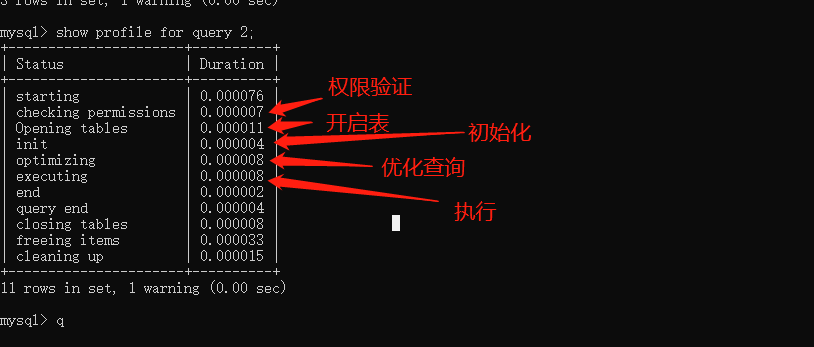 3 rows in set, 1 warning (0.00 sec)
mysql> show profile for query 2;
+----------------------+----------+
| Status               | Duration |
+----------------------+----------+
| starting             | 0.000076 |
| checking permissions | 0.000007 | 权限验证
| Opening tables       | 0.000011 | 开启表
| init                 | 0.000004 | 初始化
| optimizing           | 0.000008 | 优化查询
| executing            | 0.000008 | 执行
| end                  | 0.000002 |
| query end            | 0.000004 |
| closing tables       | 0.000008 |
| freeing items        | 0.000033 |
| cleaning up          | 0.000015 |
+----------------------+----------+
11 rows in set, 1 warning (0.00 sec)
mysql> q